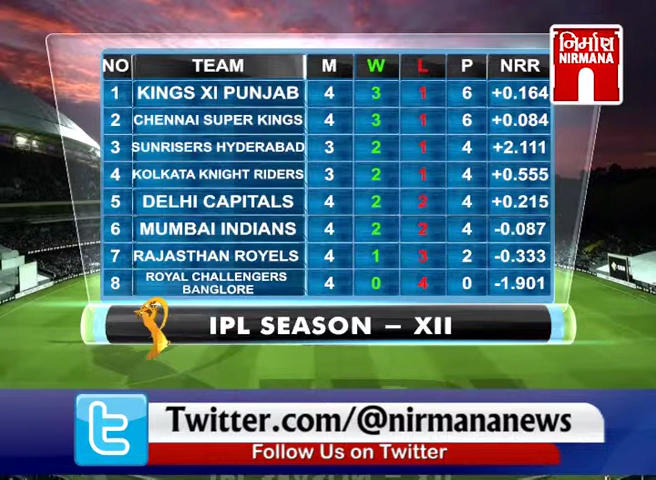 निर्माण
NIRMANA
NO TEAM M W L P NRR
1 KINGS XI PUNJAB 4 3 1 6 +0.164
2 CHENNAI SUPER KINGS 4 3 1 6 +0.084
3 SUNRISERS HYDERABAD 3 2 1 4 +2.111
4 KOLKATA KNIGHT RIDERS 3 2 1 4 +0.555
5 DELHI CAPITALS 4 2 2 4 +0.215
6 MUMBAI INDIANS 4 2 2 4 -0.087
7 RAJASTHAN ROYELS 4 1 3 2 -0.333
8 ROYAL CHALLENGERS BANGLORE 4 0 4 0 -1.901
IPL SEASON – XII
Twitter.com/@nirmananews
Follow Us on Twitter